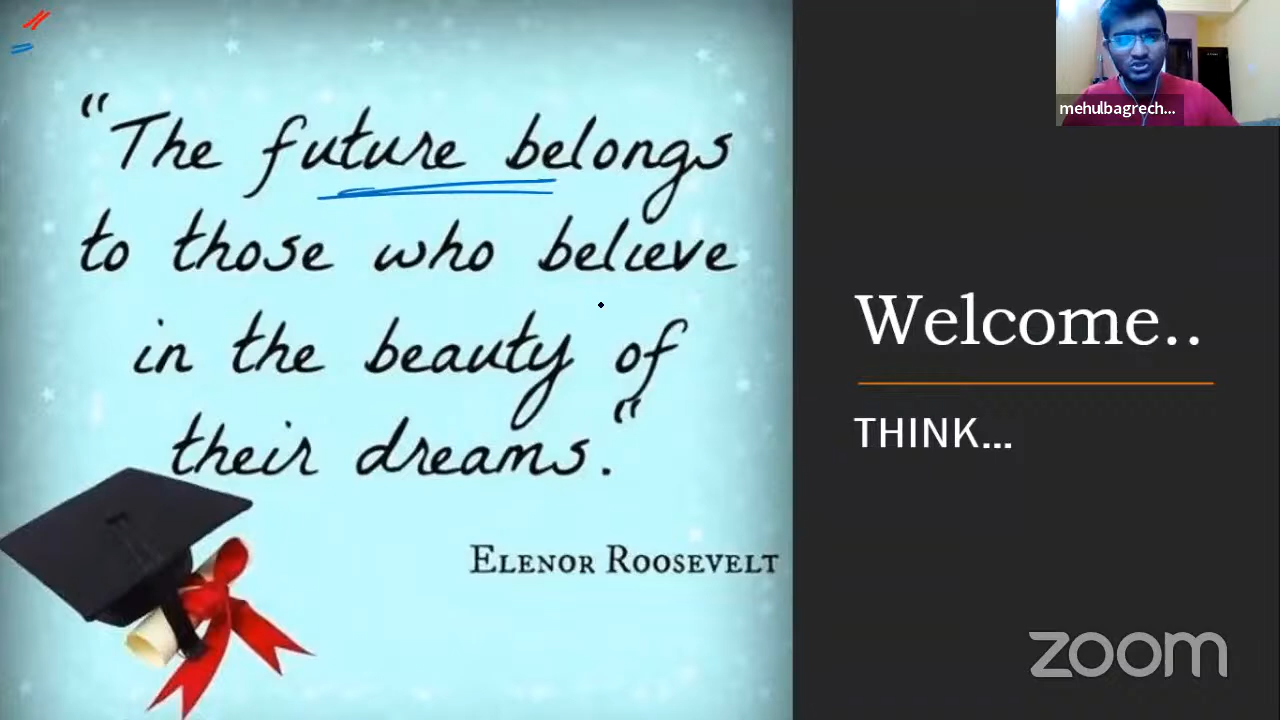 “The future belongs
to those who believe
in the beauty of
their dreams.“
Elenor Roosevelt
mehulbagrech...
Welcome..
THINK...
zoom